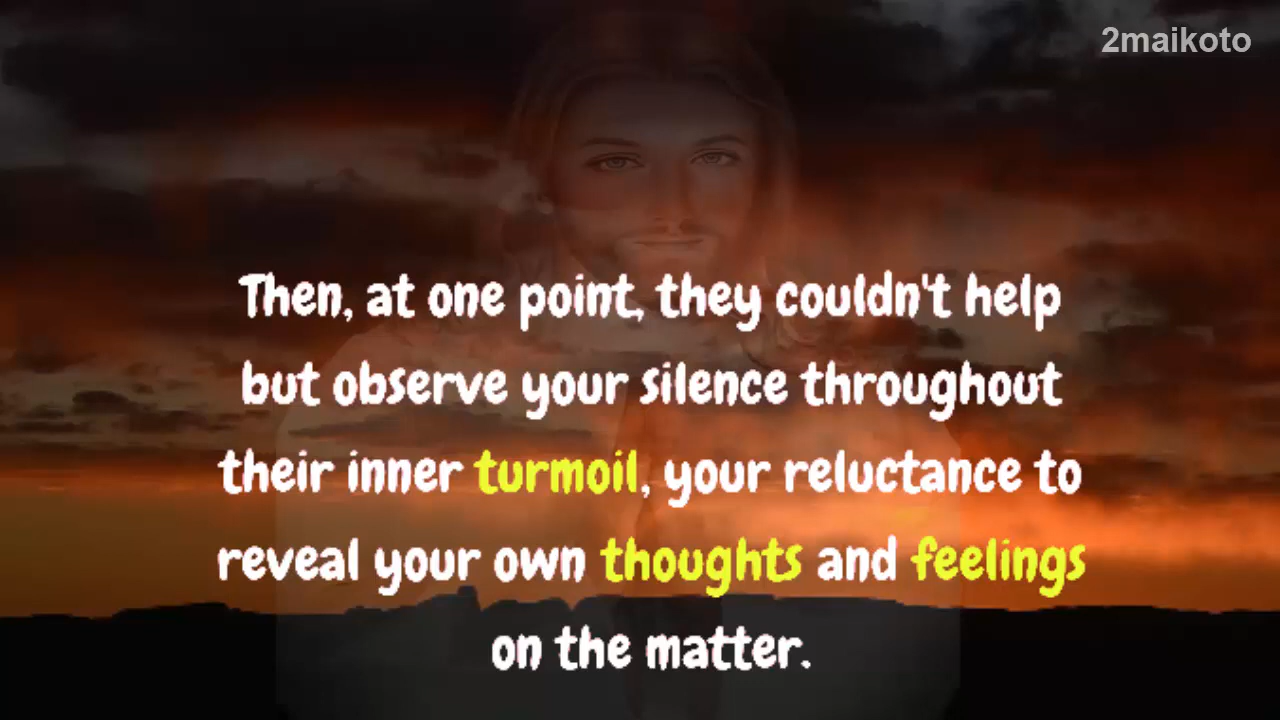 2maikoto
Then, at one point, they couldn't help
but observe your silence throughout
their inner turmoil, your reluctance to
reveal your own thoughts and feelings
on the matter.